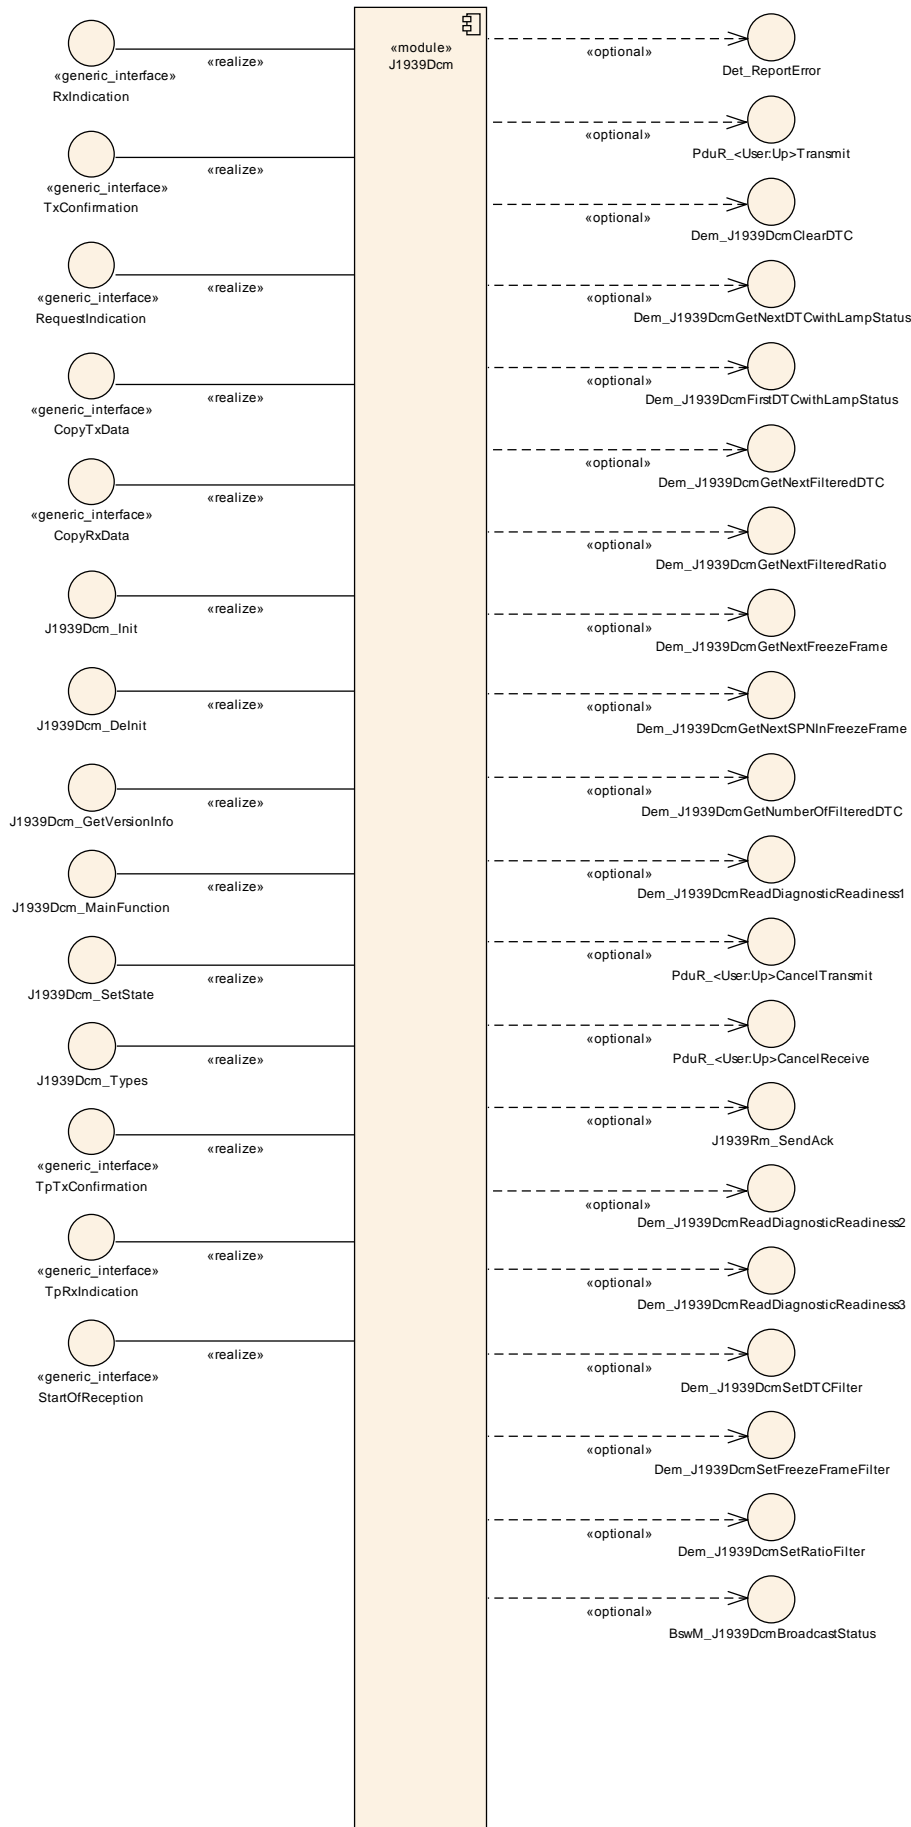 «module»
J1939Dcm
«realize»
«generic_interface»
RxIndication
«realize»
«generic_interface»
TxConfirmation
«realize»
«generic_interface»
RequestIndication
«realize»
«generic_interface»
CopyTxData
«realize»
«generic_interface»
CopyRxData
«realize»
J1939Dcm_Init
«realize»
J1939Dcm_DeInit
«realize»
J1939Dcm_GetVersionInfo
«realize»
J1939Dcm_MainFunction
«realize»
J1939Dcm_SetState
«realize»
J1939Dcm_Types
«realize»
«generic_interface»
TpTxConfirmation
«realize»
«generic_interface»
TpRxIndication
«realize»
«generic_interface»
StartOfReception
«optional»
Det_ReportError
«optional»
PduR_<User:Up>Transmit
«optional»
Dem_J1939DcmClearDTC
«optional»
Dem_J1939DcmGetNextDTCwithLampStatus
«optional»
Dem_J1939DcmFirstDTCwithLampStatus
«optional»
Dem_J1939DcmGetNextFilteredDTC
«optional»
Dem_J1939DcmGetNextFilteredRatio
«optional»
Dem_J1939DcmGetNextFreezeFrame
«optional»
Dem_J1939DcmGetNextSPNInFreezeFrame
«optional»
Dem_J1939DcmGetNumberOfFilteredDTC
«optional»
Dem_J1939DcmReadDiagnosticReadiness1
«optional»
PduR_<User:Up>CancelTransmit
«optional»
PduR_<User:Up>CancelReceive
«optional»
J1939Rm_SendAck
«optional»
Dem_J1939DcmReadDiagnosticReadiness2
«optional»
Dem_J1939DcmReadDiagnosticReadiness3
«optional»
Dem_J1939DcmSetDTCFilter
«optional»
Dem_J1939DcmSetFreezeFrameFilter
«optional»
Dem_J1939DcmSetRatioFilter
«optional»
BswM_J1939DcmBroadcastStatus